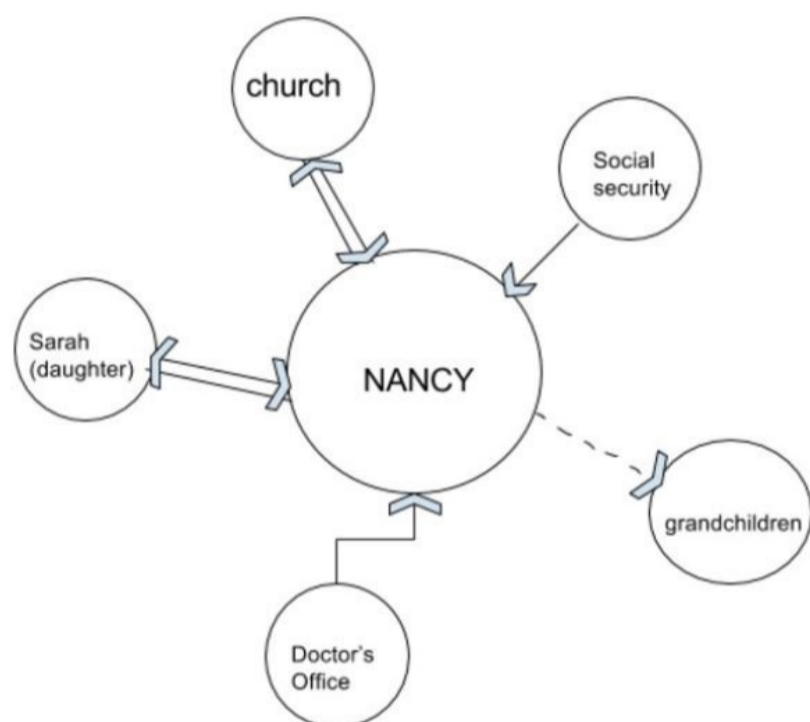 church
Social
security
Sarah
(daughter)
NANCY
grandchildren
Doctor's
Office